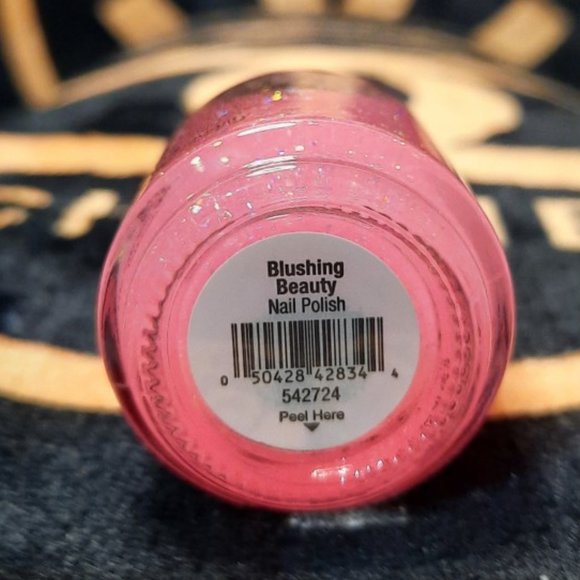 Blushing
Beauty
Nail Polish
0 50428 42834 4
542724
Peel Here